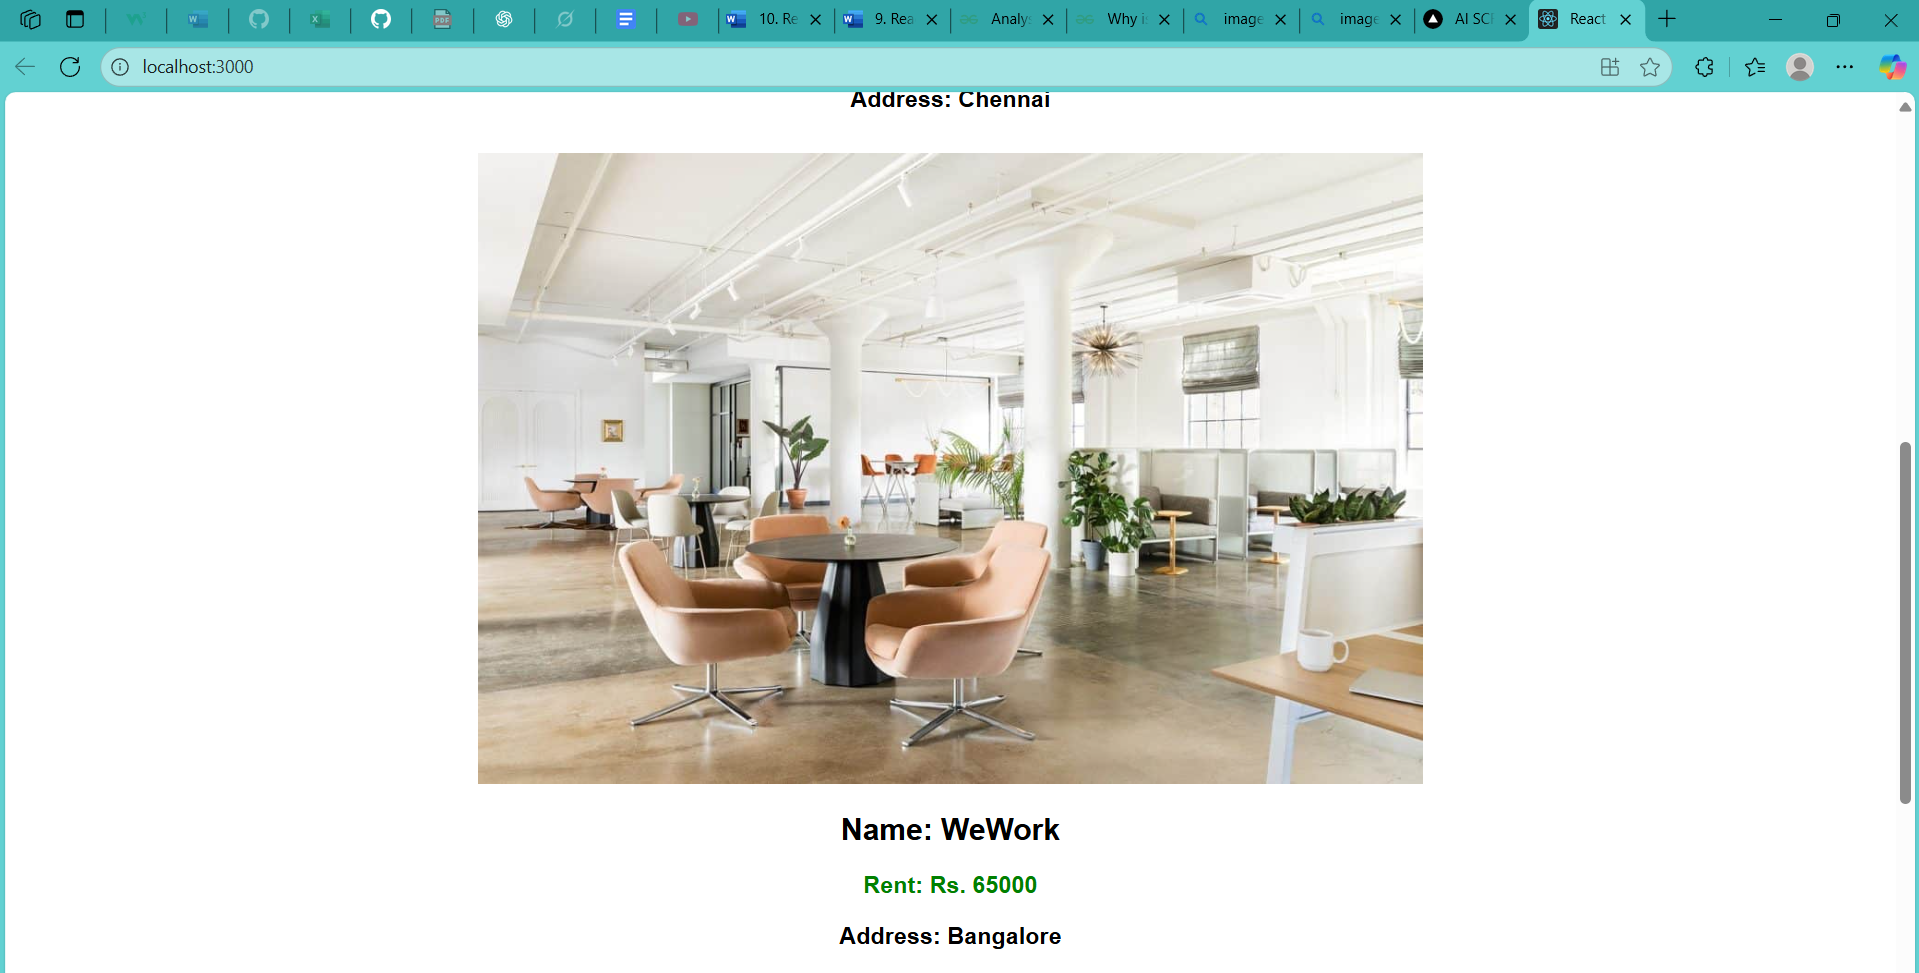 10. Re
9. Rea
Analys
Why i
image
image
AI SCI
React
localhost:3000
Address: Chennai
Name: WeWork
Rent: Rs. 65000
Address: Bangalore